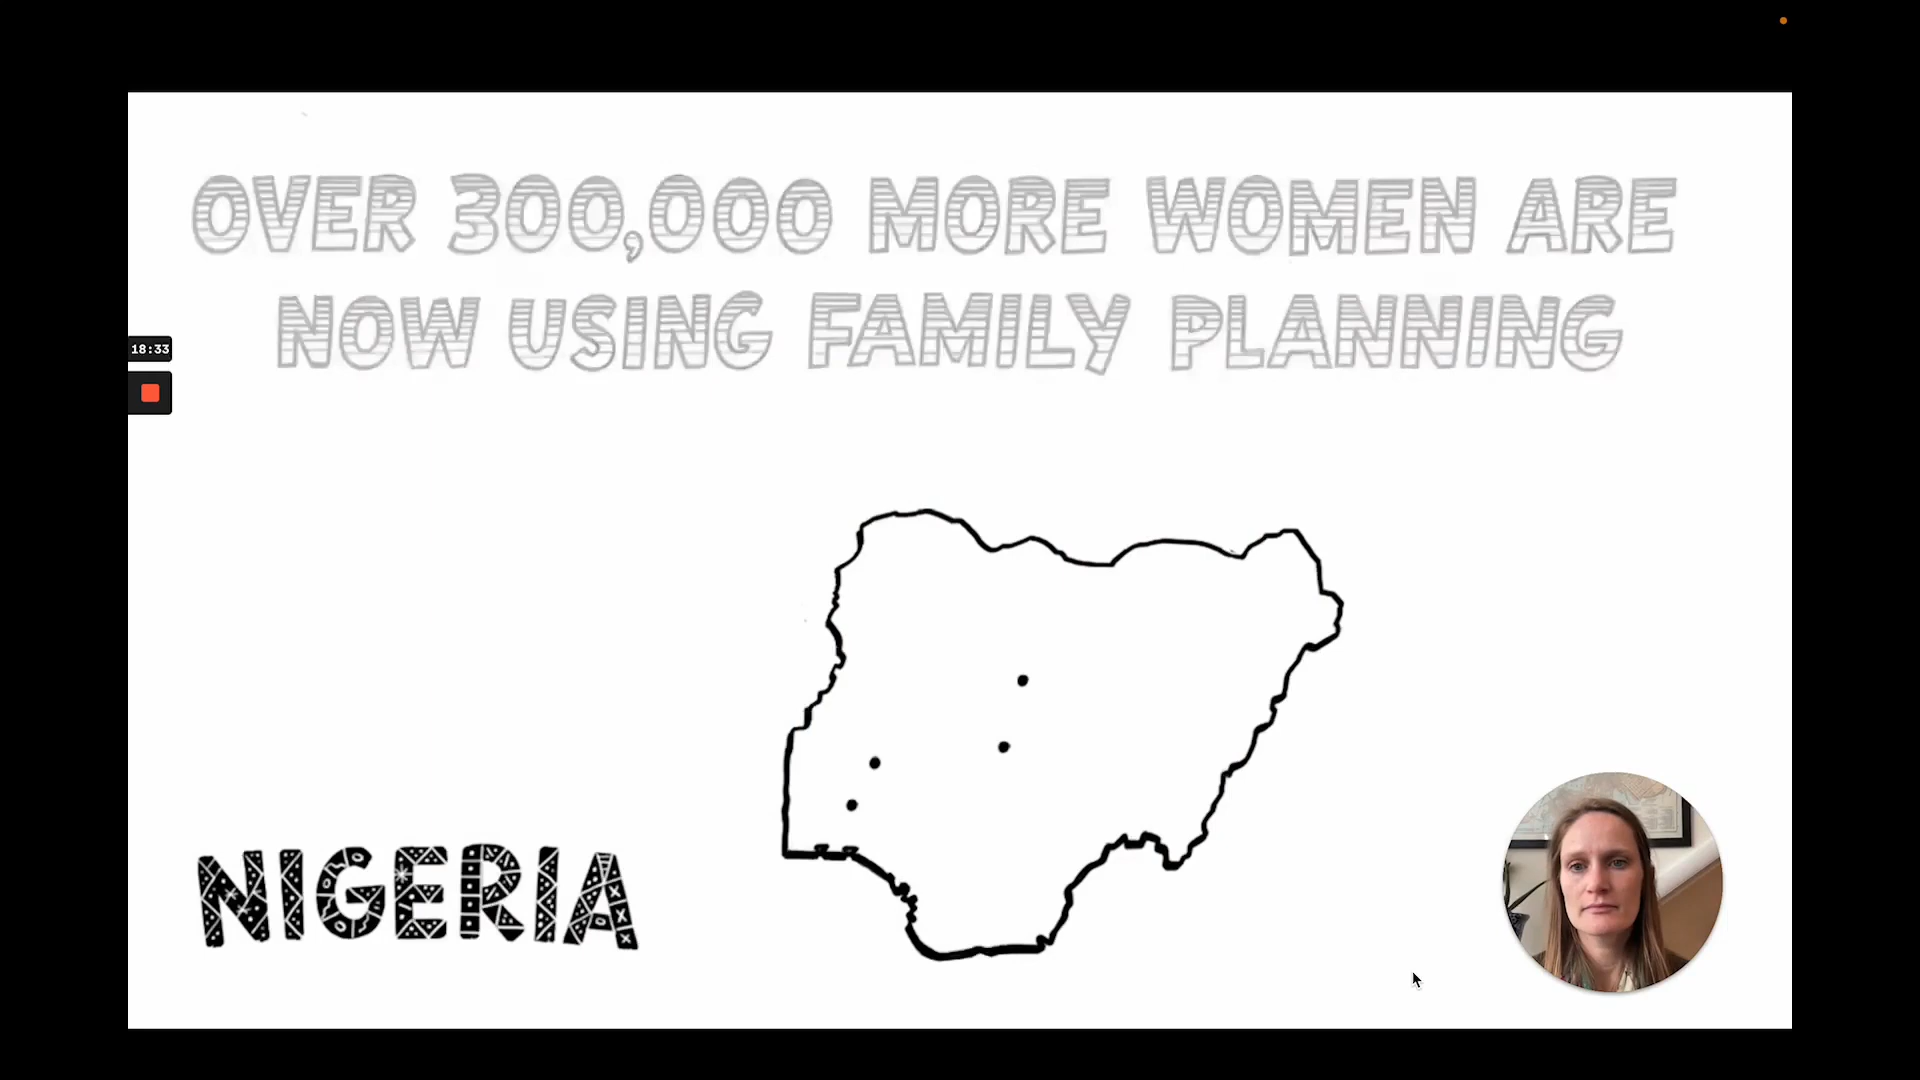 OVER 300,000 MORE WOMEN ARE
NOW USING FAMILY PLANNING
18:33
NIGERIA